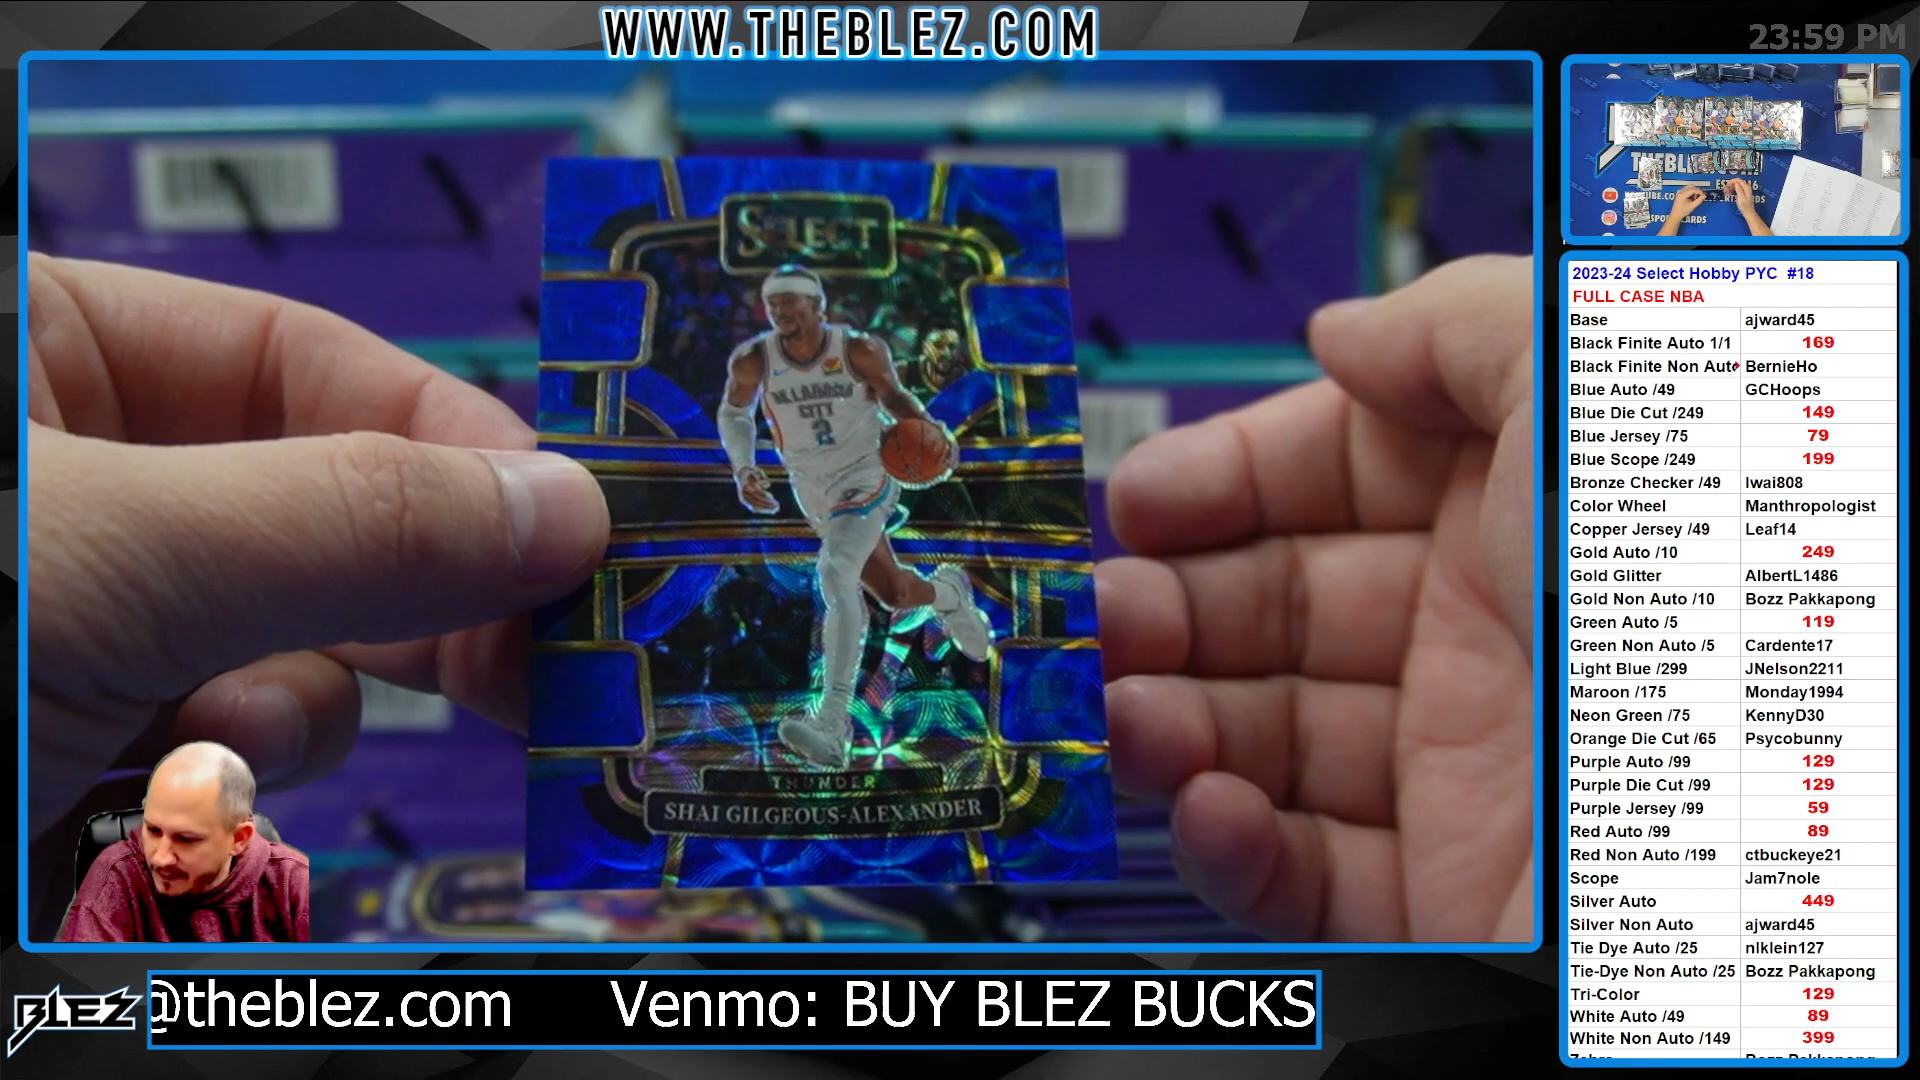 WWW.THEBLEZ.COM
23:59 PM
SELECT
OKLAHOMA
CITY
2
THUNDER
SHAI GILGEOUS-ALEXANDER
2023-24 Select Hobby PYC #18
FULL CASE NBA
Base ajward45
Black Finite Auto 1/1 169
Black Finite Non Aut BernieHo
Blue Auto /49 GCHoops
Blue Die Cut /249 149
Blue Jersey /75 79
Blue Scope /249 199
Bronze Checker /49 Iwai808
Color Wheel Manthropologist
Copper Jersey /49 Leaf14
Gold Auto /10 249
Gold Glitter AlbertL1486
Gold Non Auto /10 Bozz Pakkapong
Green Auto /5 119
Green Non Auto /5 Cardente17
Light Blue /299 JNelson2211
Maroon /175 Monday1994
Neon Green /75 KennyD30
Orange Die Cut /65 Psycobunny
Purple Auto /99 129
Purple Die Cut /99 129
Purple Jersey /99 59
Red Auto /99 89
Red Non Auto /199 ctbuckeye21
Scope Jam7nole
Silver Auto 449
Silver Non Auto ajward45
Tie Dye Auto /25 nlklein127
Tie-Dye Non Auto /25 Bozz Pakkapong
Tri-Color 129
White Auto /49 89
White Non Auto /149 399
BLEZ
@theblez.com Venmo: BUY BLEZ BUCKS